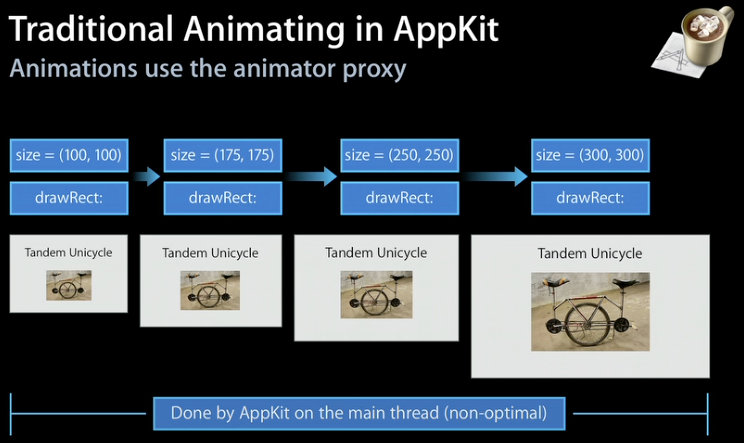 Traditional Animating in AppKit
Animations use the animator proxy
size = (100, 100) size = (175, 175) size = (250, 250) size = (300, 300)
drawRect: drawRect: drawRect: drawRect:
Tandem Unicycle Tandem Unicycle Tandem Unicycle Tandem Unicycle
Done by AppKit on the main thread (non-optimal)